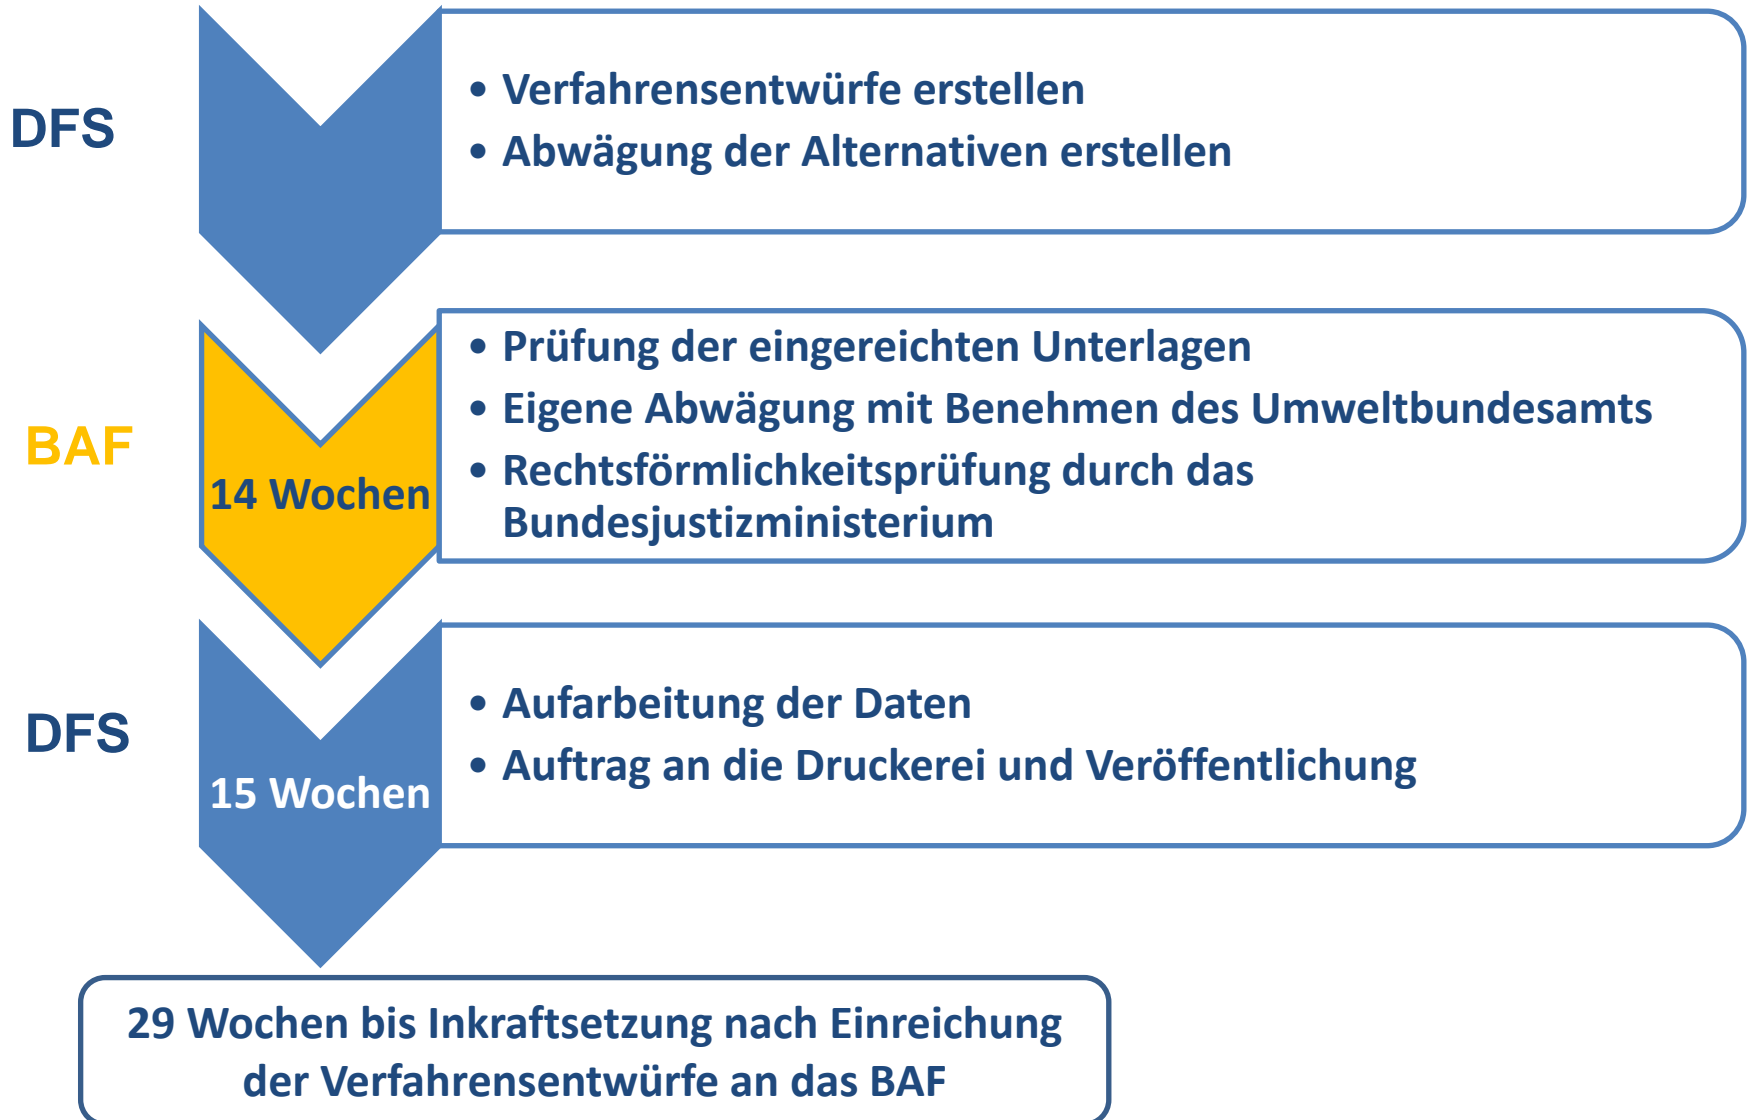 DFS
• Verfahrensentwürfe erstellen
• Abwägung der Alternativen erstellen
BAF
14 Wochen
• Prüfung der eingereichten Unterlagen
• Eigene Abwägung mit Benehmen des Umweltbundesamts
• Rechtsförmlichkeitsprüfung durch das
Bundesjustizministerium
DFS
15 Wochen
• Aufarbeitung der Daten
• Auftrag an die Druckerei und Veröffentlichung
29 Wochen bis Inkraftsetzung nach Einreichung
der Verfahrensentwürfe an das BAF